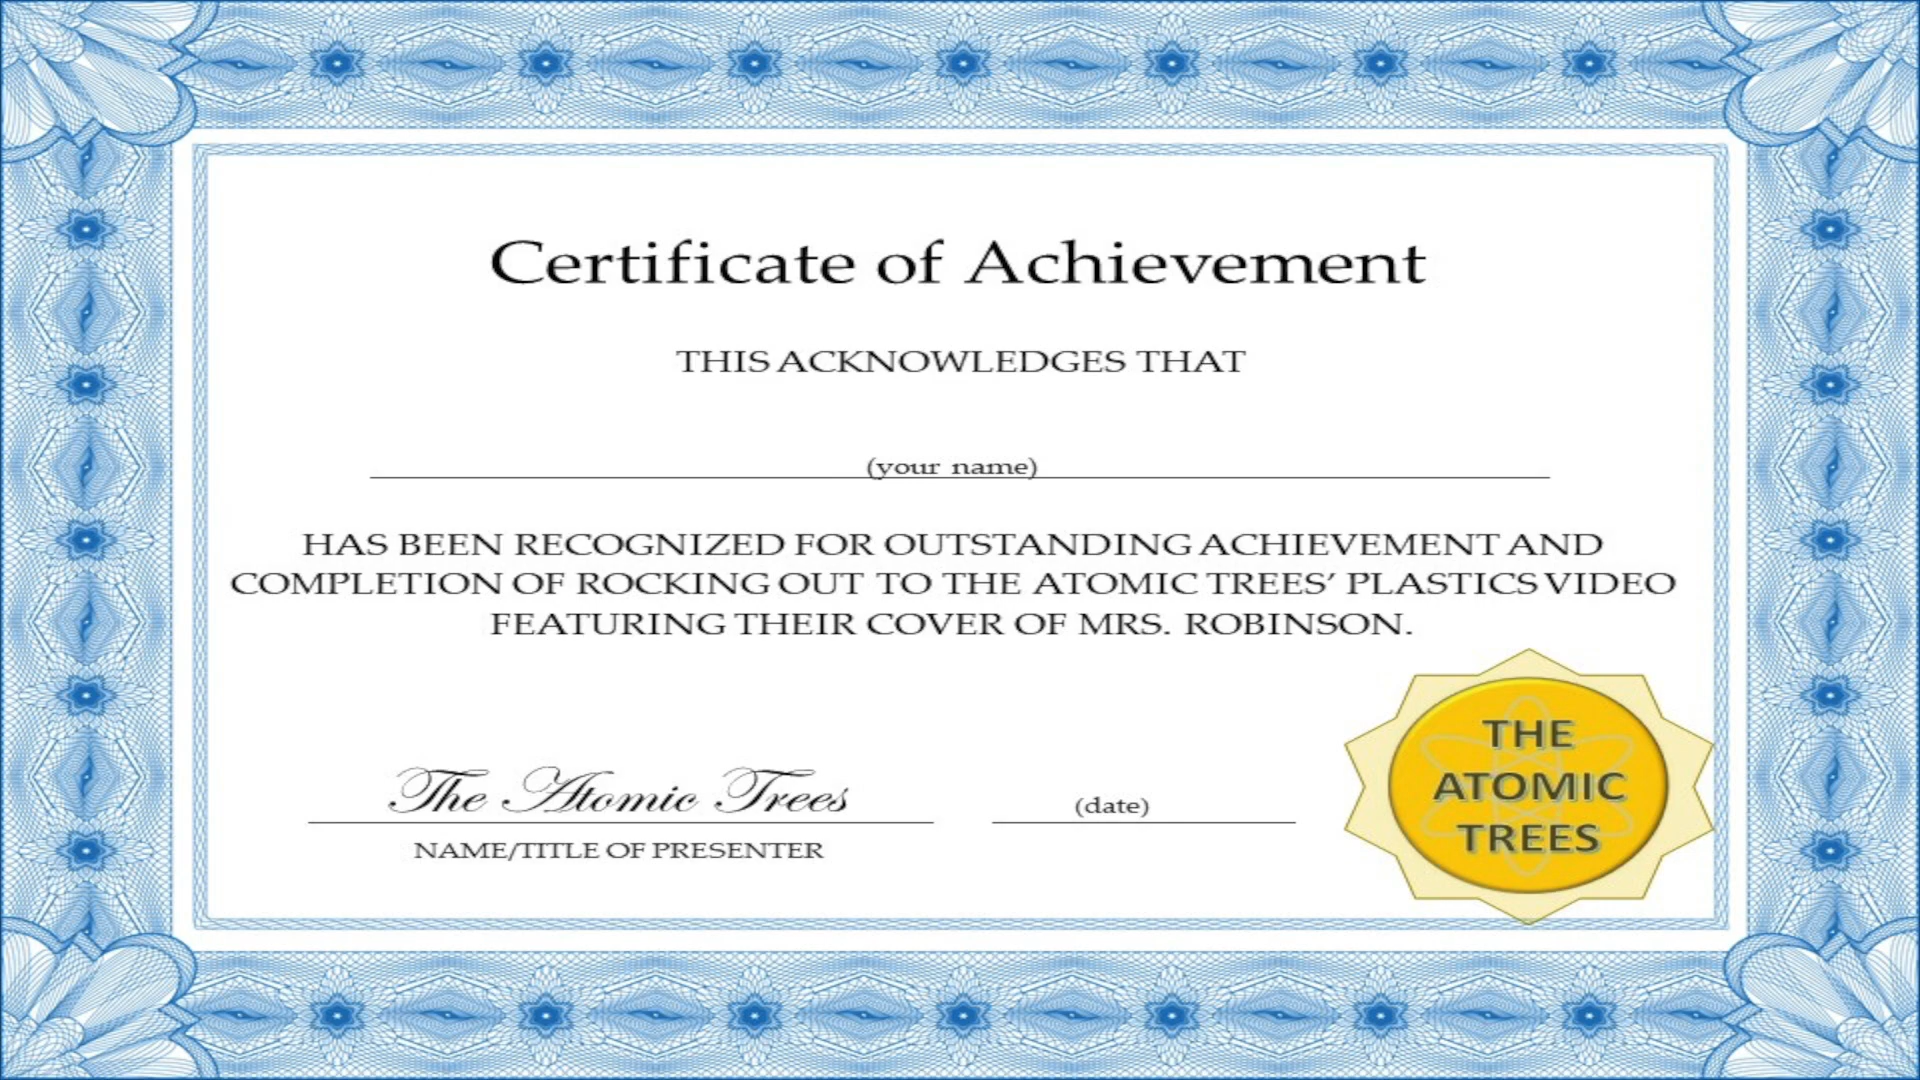 Certificate of Achievement
THIS ACKNOWLEDGES THAT
(your name)
HAS BEEN RECOGNIZED FOR OUTSTANDING ACHIEVEMENT AND
COMPLETION OF ROCKING OUT TO THE ATOMIC TREES’ PLASTICS VIDEO
FEATURING THEIR COVER OF MRS. ROBINSON.
The Atomic Trees
(date)
NAME/TITLE OF PRESENTER
THE
ATOMIC
TREES